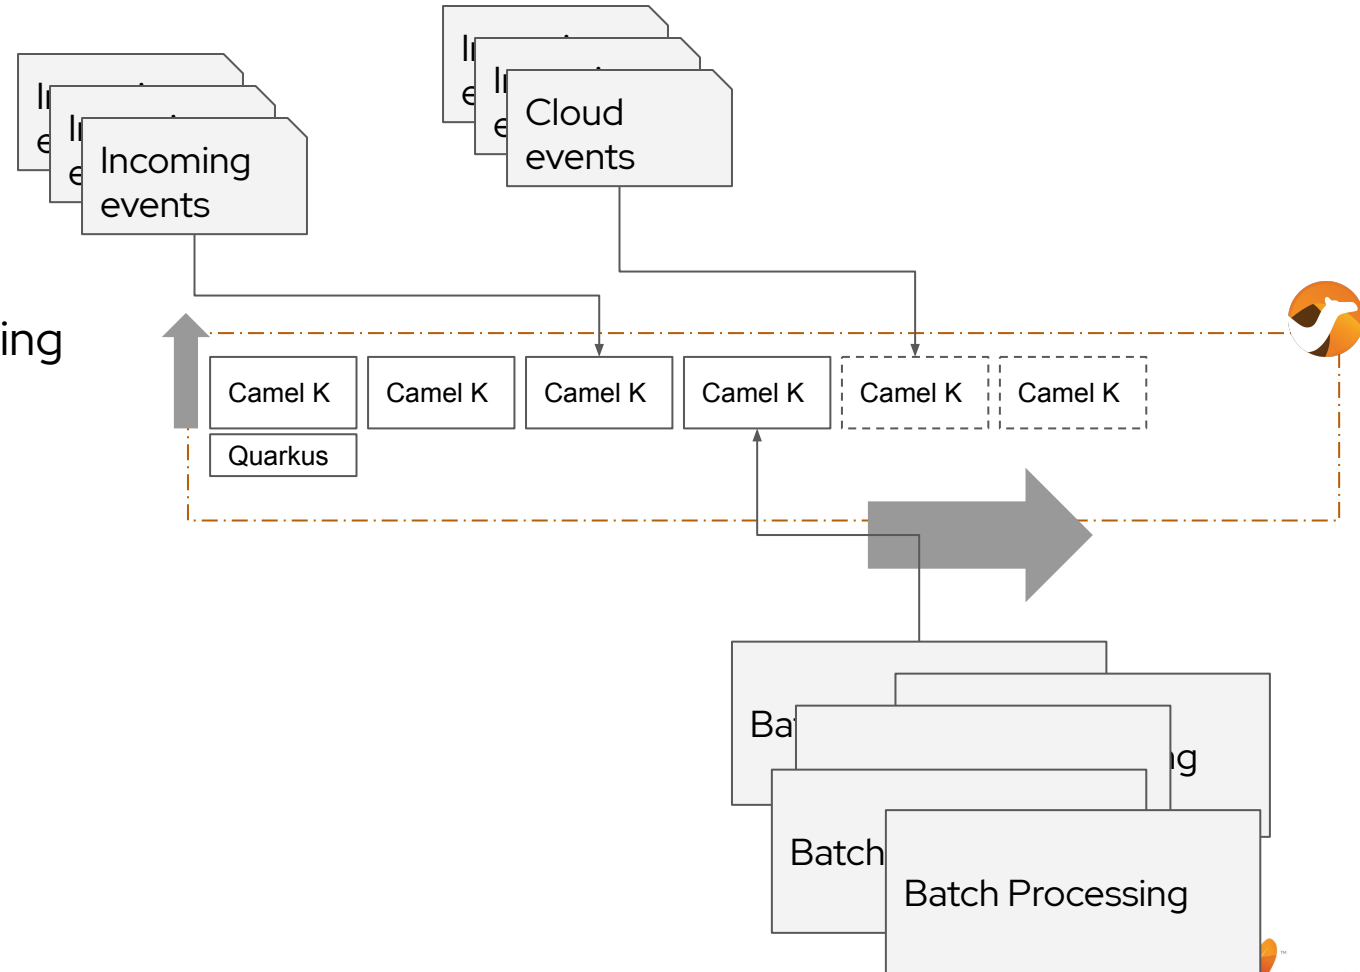 Cloud
events
Incoming
events
ing
Camel K
Camel K
Camel K
Camel K
Camel K
Camel K
Quarkus
Batch
Batch Processing